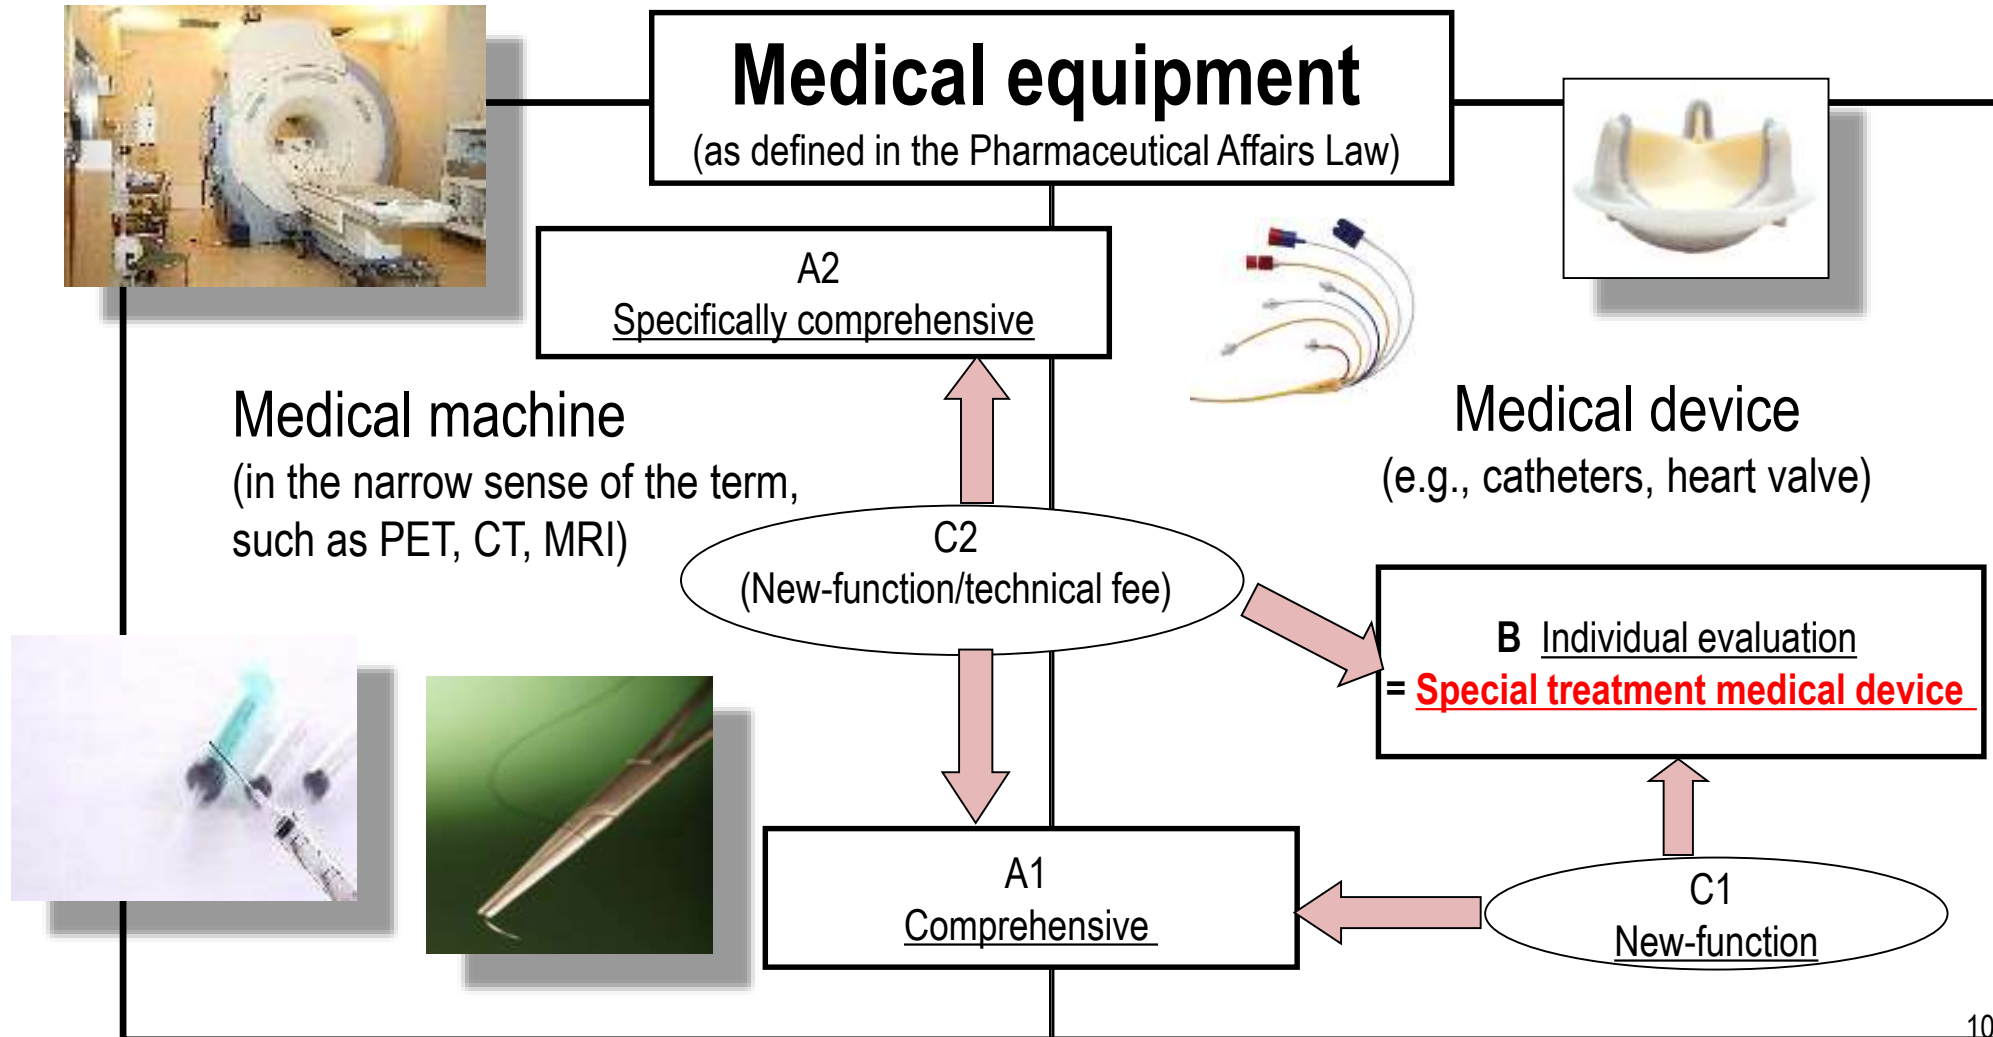 Medical equipment
(as defined in the Pharmaceutical Affairs Law)
A2
Specifically comprehensive
Medical machine
(in the narrow sense of the term,
such as PET, CT, MRI)
Medical device
(e.g., catheters, heart valve)
C2
(New-function/technical fee)
B Individual evaluation
= Special treatment medical device
A1
Comprehensive
C1
New-function
10